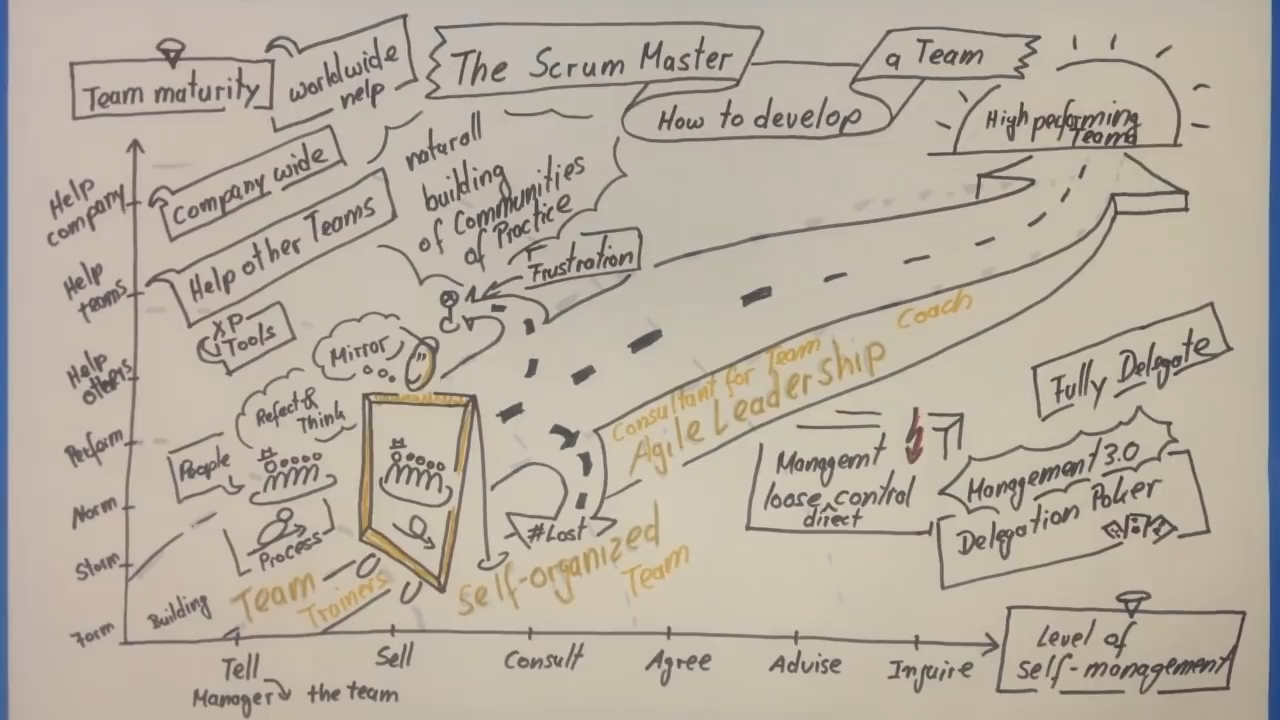 The Scrum Master
How to develop
a Team
Team maturity
worldwide
help
company wide
Help other Teams
XP
Tools
naturall
building
of Communities
of Practice
Frustration
High performing
Teams
Help
company
Help
teams
Help
others
Perform
Norm
Storm
Form
Mirror
Refect &
Think
People
Process
Building
Team
Trainers
#Lost
Self-organized
Team
Consultant for Team
Coach
Agile Leadership
Managemt
loose control
direct
Fully Delegate
Management 3.0
Delegation Poker
Level of
self-management
Tell
Sell
Consult
Agree
Advise
Inquire
Manager
the team